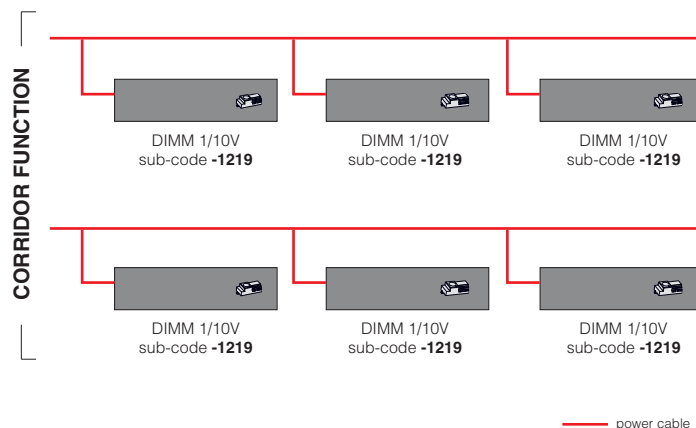 CORRIDOR FUNCTION
DIMM 1/10V
sub-code -1219
DIMM 1/10V
sub-code -1219
DIMM 1/10V
sub-code -1219
DIMM 1/10V
sub-code -1219
DIMM 1/10V
sub-code -1219
DIMM 1/10V
sub-code -1219
power cable